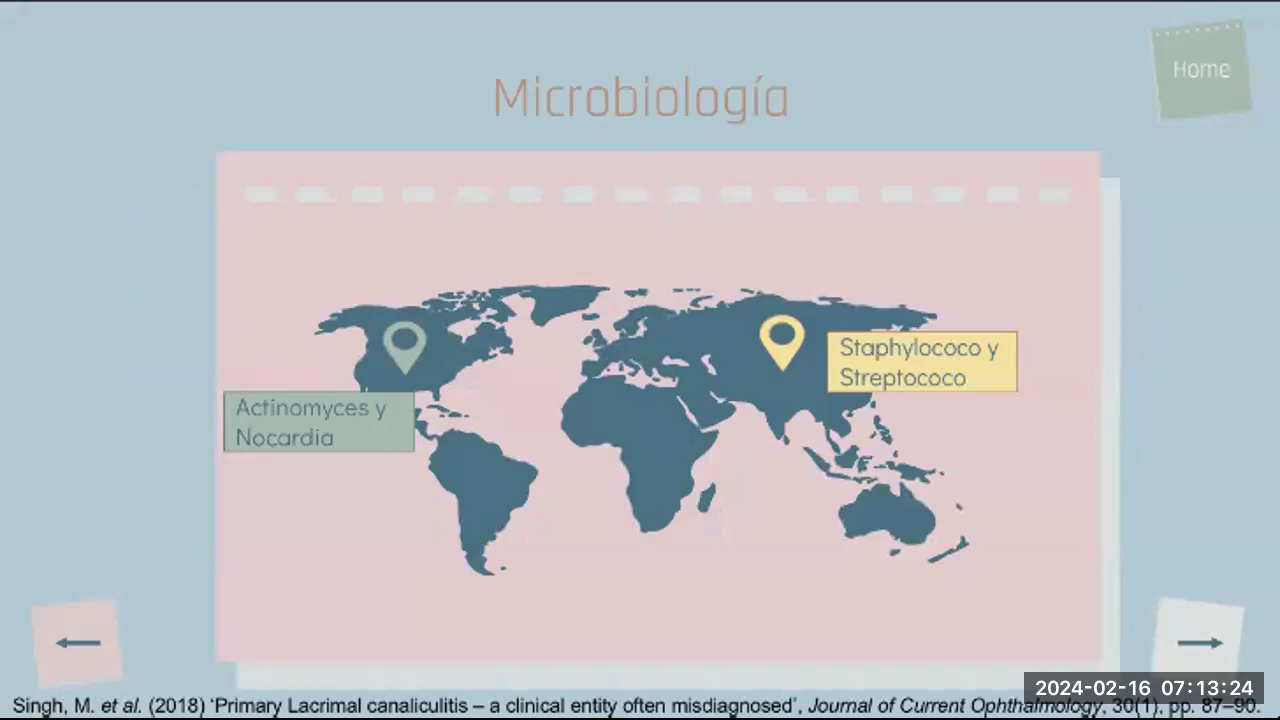 Home
Microbiología
Staphylococo y
Streptococo
Actinomyces y
Nocardia
2024-02-16 07:13:24
Singh, M. et al. (2018) ‘Primary Lacrimal canaliculitis – a clinical entity often misdiagnosed’, Journal of Current Ophthalmology, 30(1), pp. 87–90.